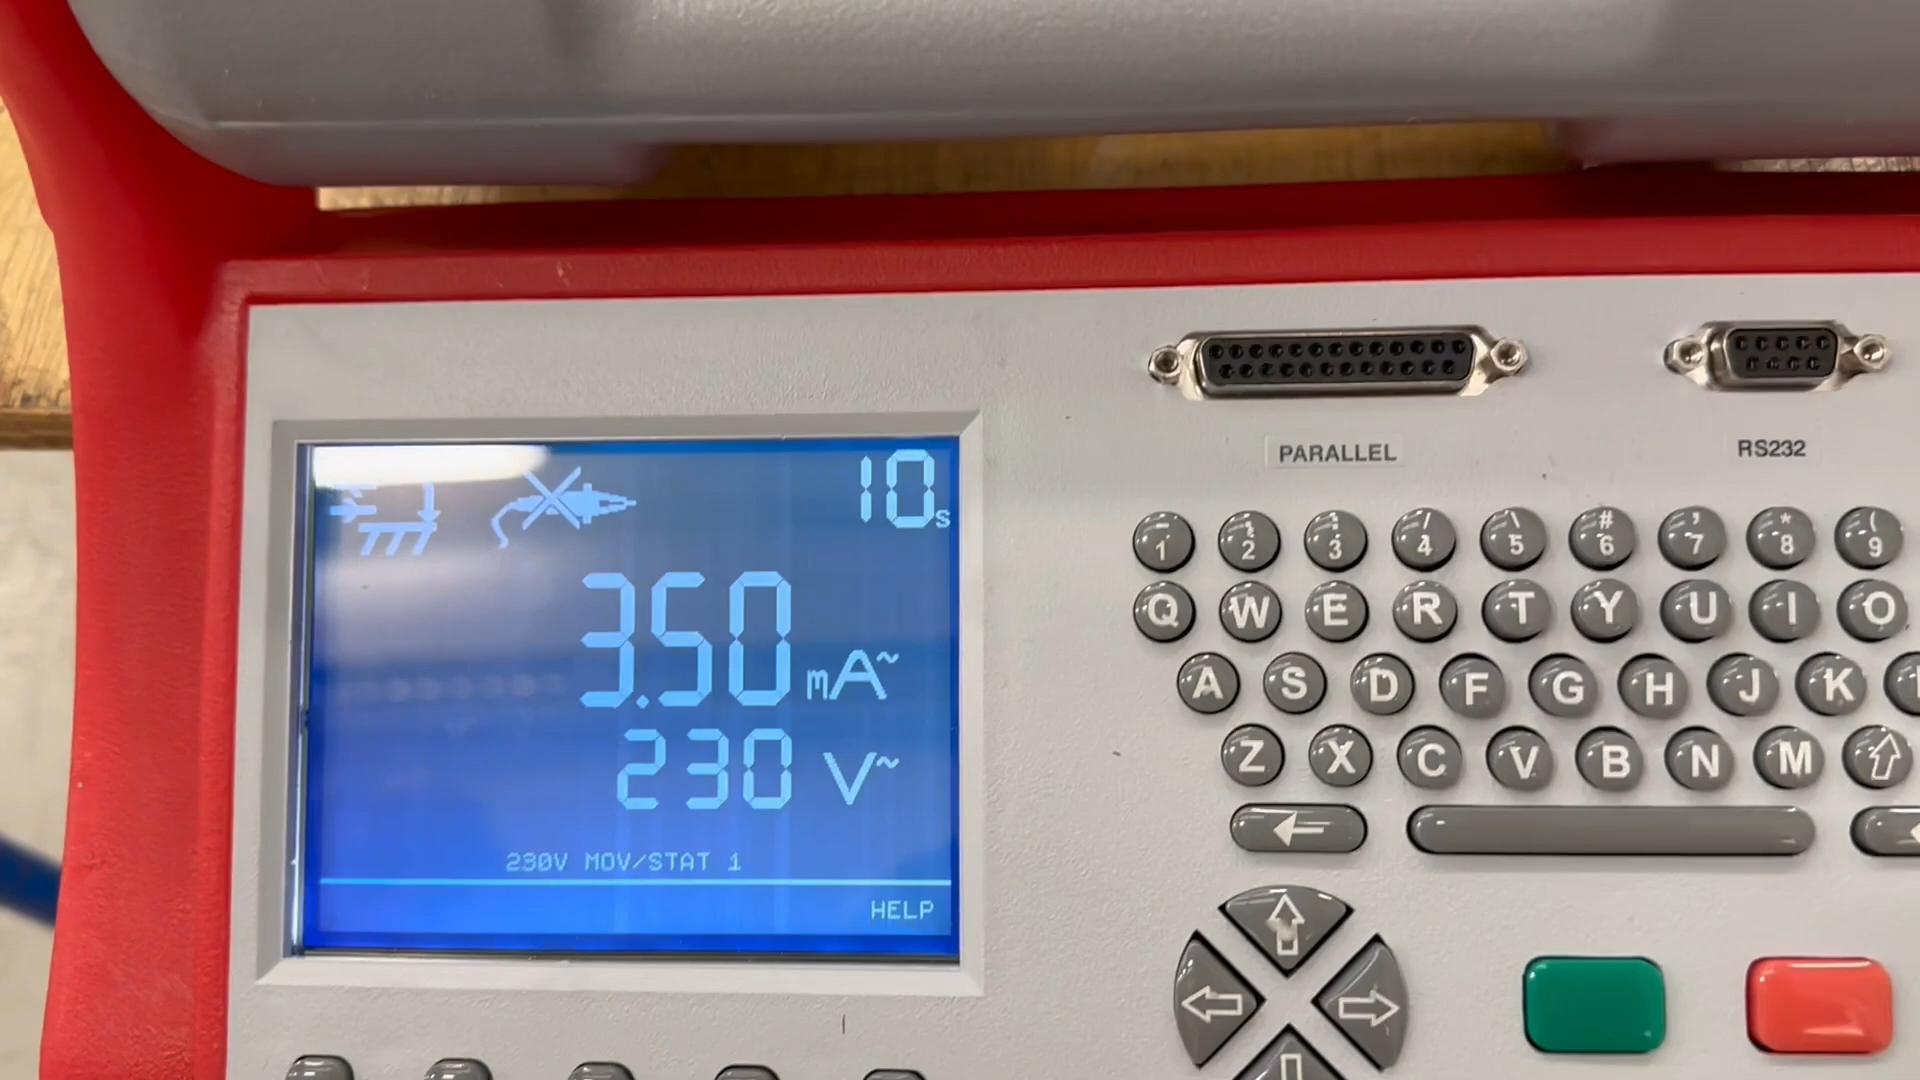 10s
3.50 mA~
230 V~
230V MOV/STAT 1
HELP
PARALLEL
RS232
1 2 3 / 4 \ 5 # 6 7 * 8 ( 9
Q W E R T Y U I O
A S D F G H J K
Z X C V B N M